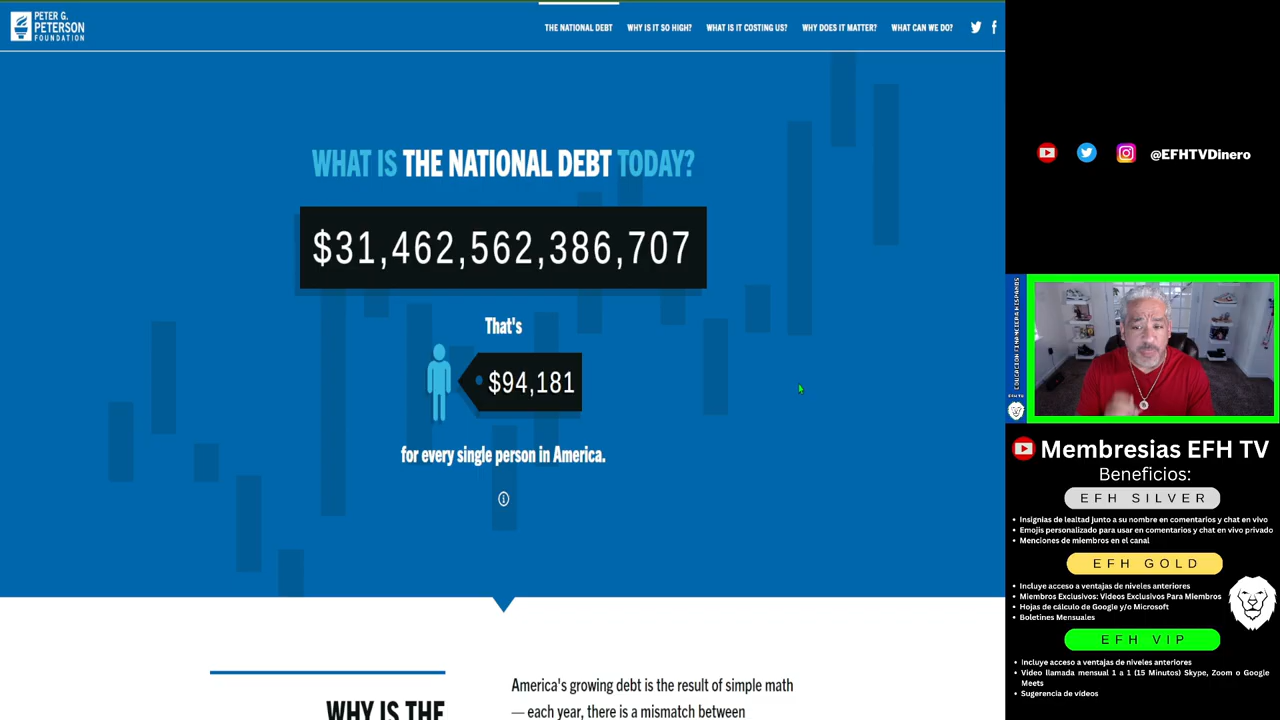 PETER G.
PETERSON
FOUNDATION
THE NATIONAL DEBT
WHY IS IT SO HIGH?
WHAT IS IT COSTING US?
WHY DOES IT MATTER?
WHAT CAN WE DO?
WHAT IS THE NATIONAL DEBT TODAY?
$31,462,562,386,707
That's
$94,181
for every single person in America.
WHY IS THE
America's growing debt is the result of simple math
— each year, there is a mismatch between
@EFHTVDinero
EDUCACION FINANCIERA HISPANOS
EFH TV
Membresias EFH TV
Beneficios:
EFH SILVER
• Insignias de lealtad junto a su nombre en comentarios y chat en vivo
• Emojis personalizado para usar en comentarios y chat en vivo privado
• Menciones de miembros en el canal
EFH GOLD
• Incluye acceso a ventajas de niveles anteriores
• Miembros Exclusivos: Videos Exclusivos Para Miembros
• Hojas de cálculo de Google y/o Microsoft
• Boletines Mensuales
EFH VIP
• Incluye acceso a ventajas de niveles anteriores
• Video llamada mensual 1 a 1 (15 Minutos) Skype, Zoom o Google
Meets
• Sugerencia de vídeos